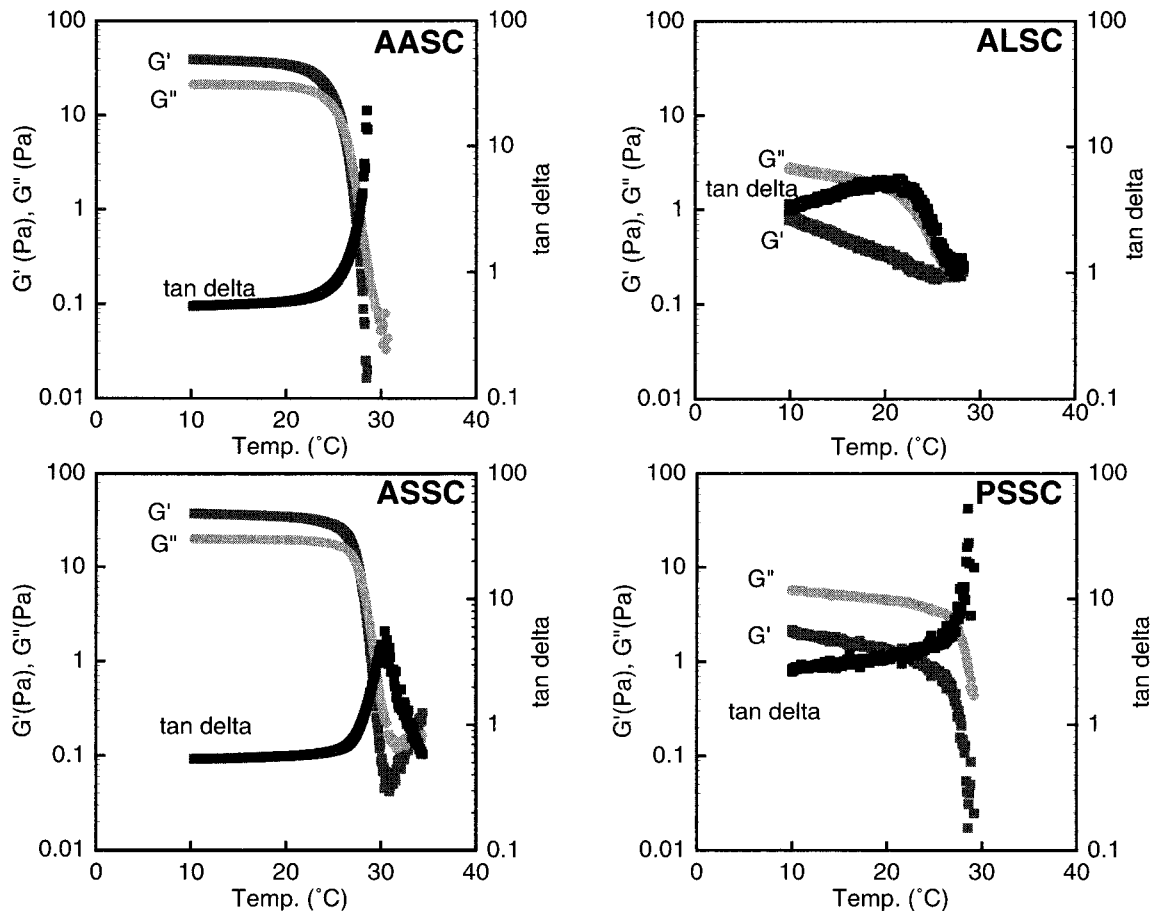 AASC
G'
G"
tan delta
G' (Pa), G" (Pa)
tan delta
100
10
1
0.1
0.01
100
10
1
0.1
0 10 20 30 40
Temp. (˚C)
ALSC
G"
tan delta
G'
G' (Pa), G" (Pa)
tan delta
100
10
1
0.1
0.01
100
10
1
0.1
0 10 20 30 40
Temp. (˚C)
ASSC
G'
G"
tan delta
G'(Pa), G"(Pa)
tan delta
100
10
1
0.1
0.01
100
10
1
0.1
0 10 20 30 40
Temp. (˚C)
PSSC
G"
G'
tan delta
G'(Pa), G"(Pa)
tan delta
100
10
1
0.1
0.01
100
10
1
0.1
0 10 20 30 40
Temp. (˚C)